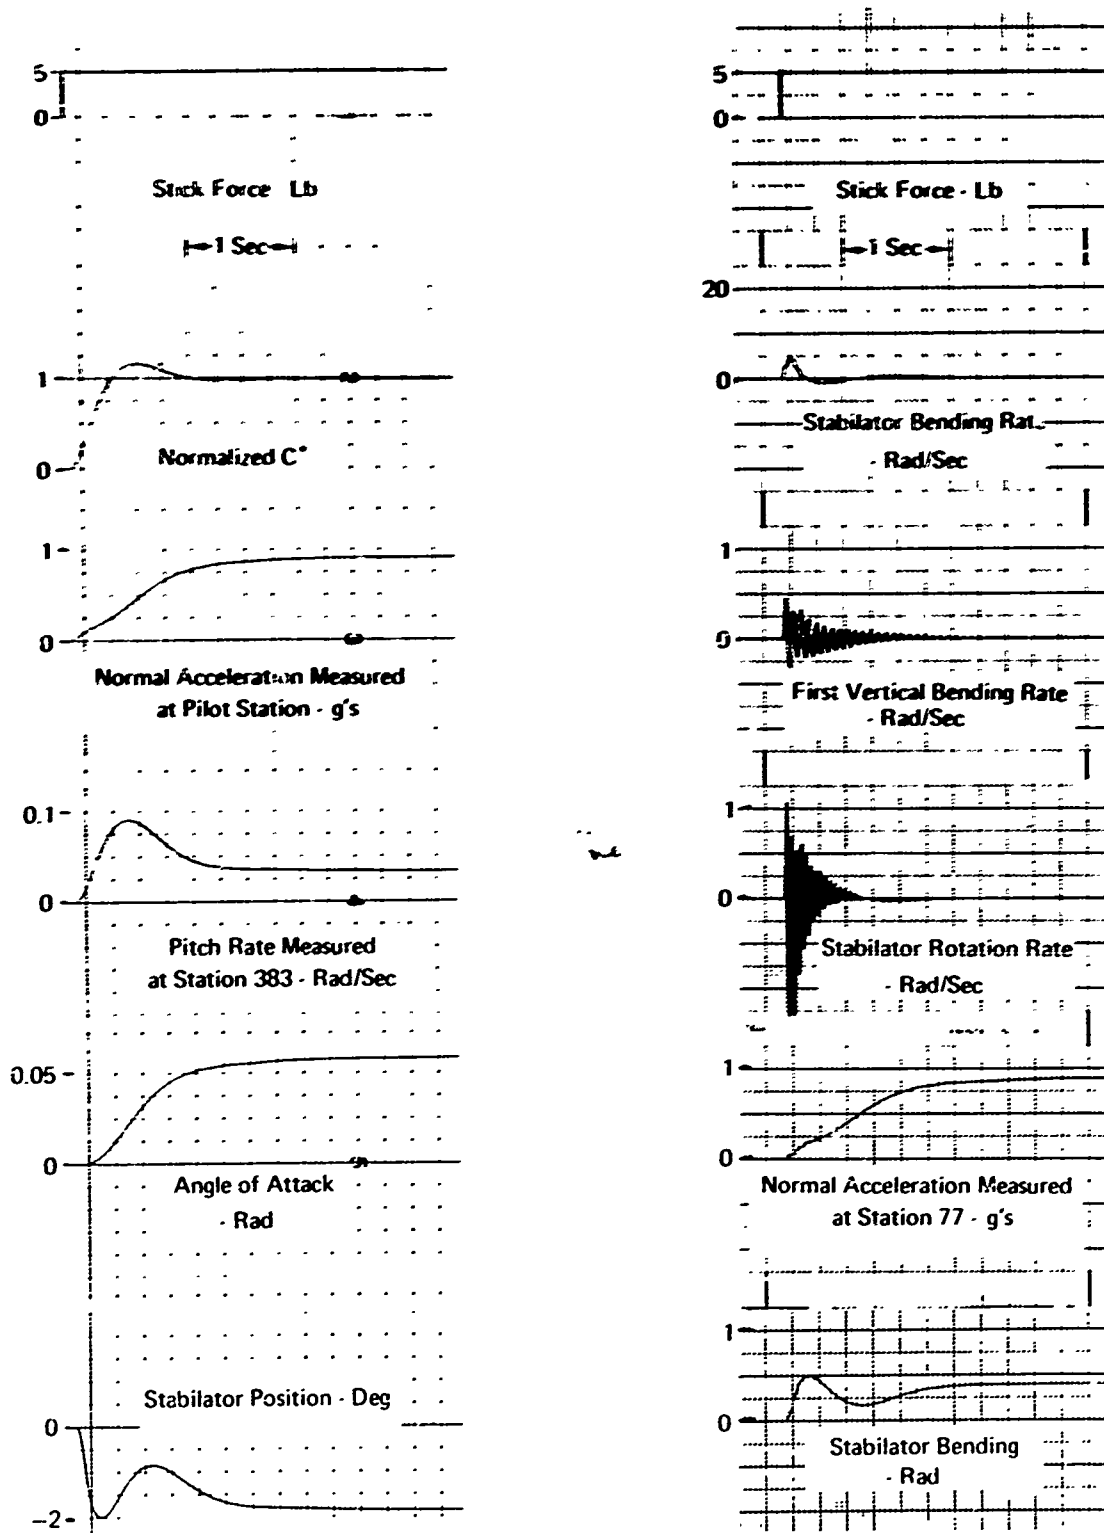 5
0
Stick Force Lb
1 Sec
1
0
Normalized C*
1
0
Normal Acceleration Measured
at Pilot Station - g's
0.1
0
Pitch Rate Measured
at Station 383 - Rad/Sec
0.05
0
Angle of Attack
- Rad
Stabilator Position - Deg
0
-2
5
0
Stick Force - Lb
1 Sec
20
0
Stabilator Bending Rate
- Rad/Sec
1
0
First Vertical Bending Rate
- Rad/Sec
1
0
Stabilator Rotation Rate
- Rad/Sec
1
0
Normal Acceleration Measured
at Station 77 - g's
1
0
Stabilator Bending
- Rad